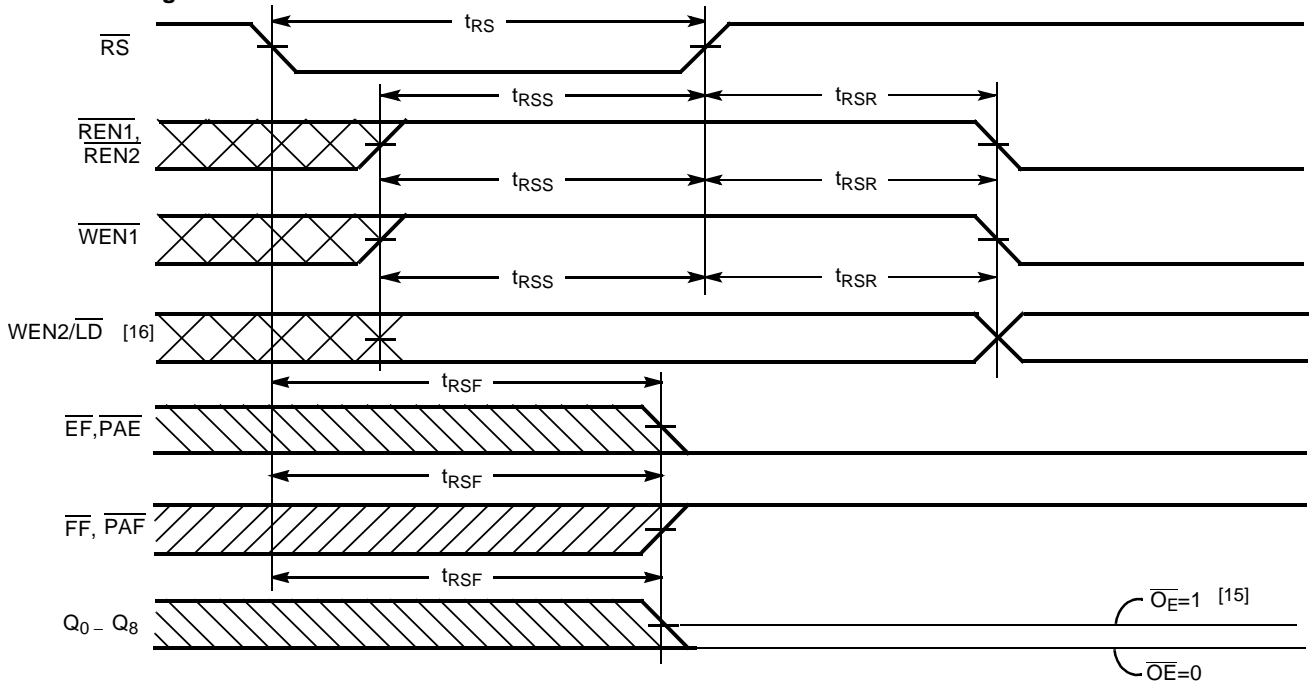 g
tRS
RS
tRSS
tRSR
REN1,
REN2
tRSS
tRSR
WEN1
tRSS
tRSR
WEN2/LD [16]
tRSF
EF,PAE
tRSF
FF, PAF
tRSF
Q0 – Q8
OE=1 [15]
OE=0